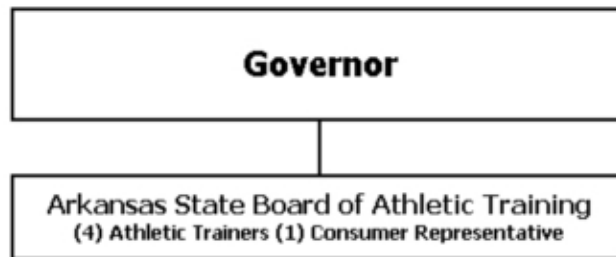 Governor
Arkansas State Board of Athletic Training
(4) Athletic Trainers (1) Consumer Representative